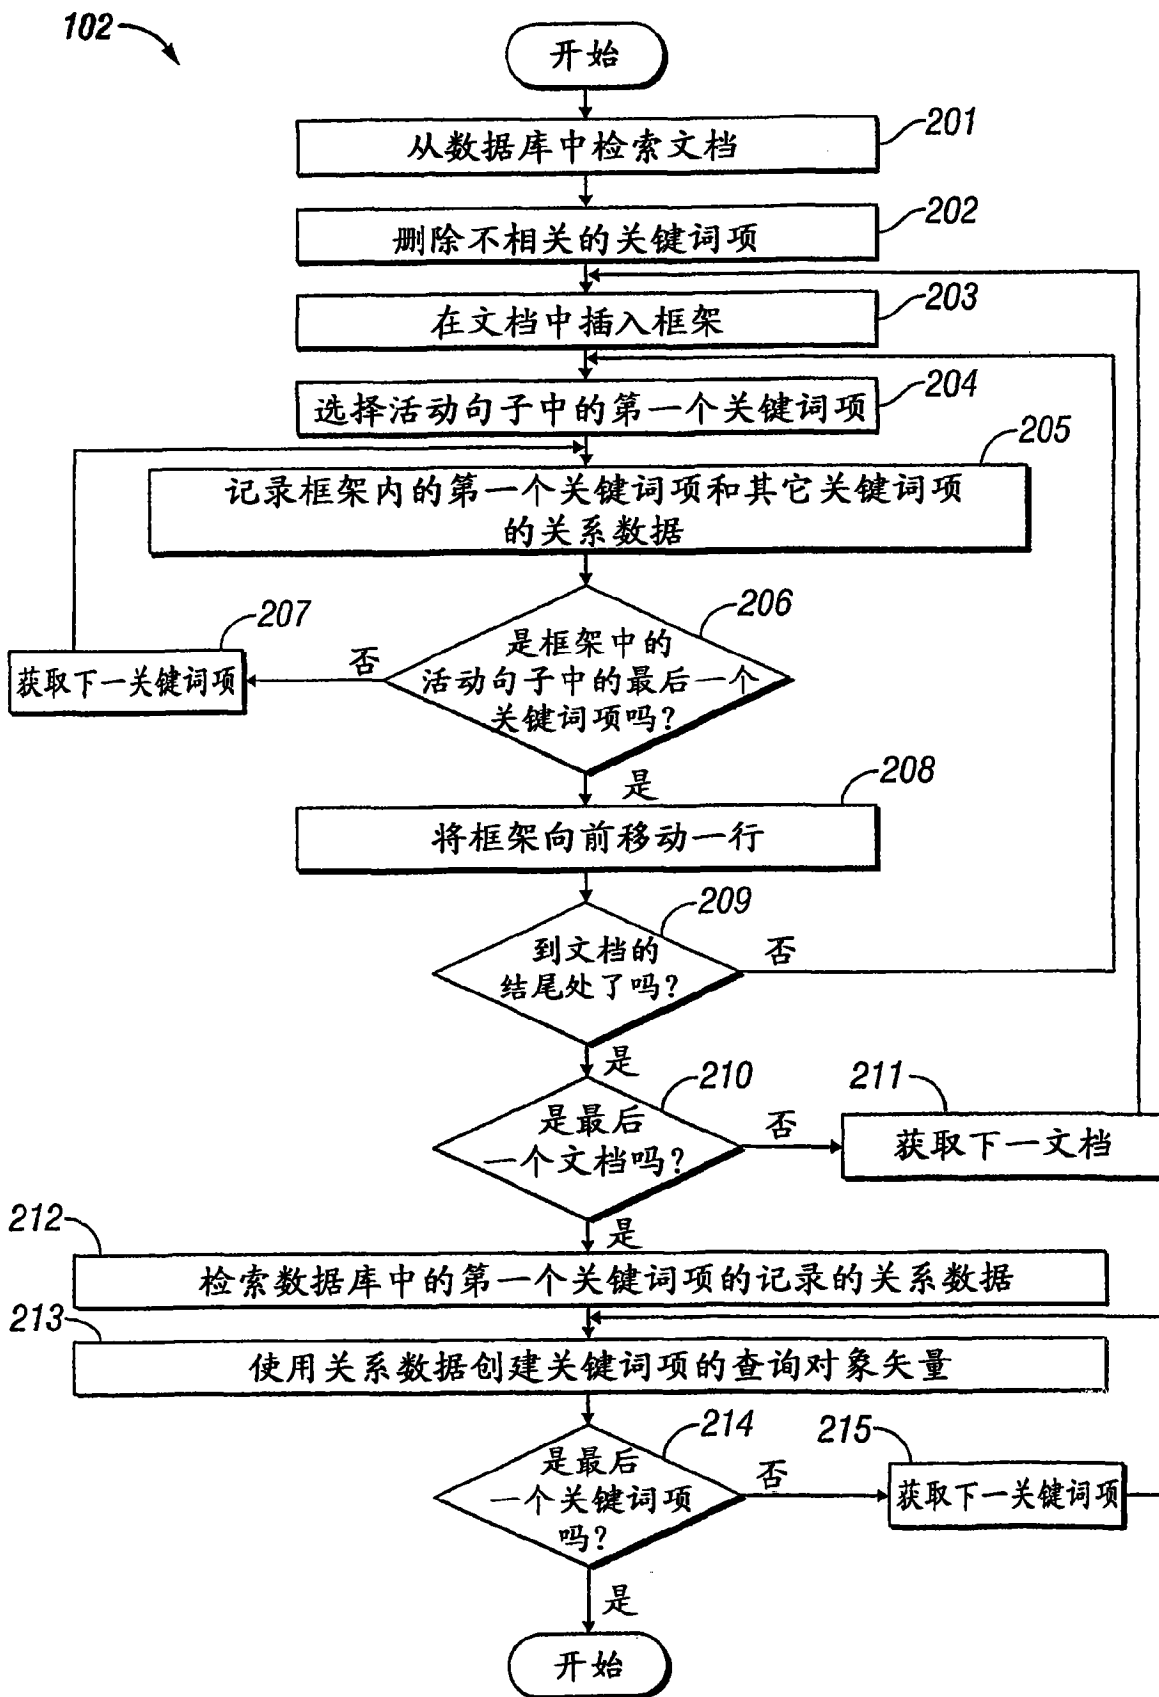 102
开始
201
从数据库中检索文档
202
删除不相关的关键词项
203
在文档中插入框架
204
选择活动句子中的第一个关键词项
205
记录框架内的第一个关键词项和其它关键词项
的关系数据
206
是框架中的
活动句子中的最后一个
关键词项吗?
否
207
获取下一关键词项
是
208
将框架向前移动一行
209
到文档的
结尾处了吗?
否
是
210
是最后
一个文档吗?
否
211
获取下一文档
是
212
检索数据库中的第一个关键词项的记录的关系数据
213
使用关系数据创建关键词项的查询对象矢量
214
是最后
一个关键词项
吗?
否
215
获取下一关键词项
是
开始